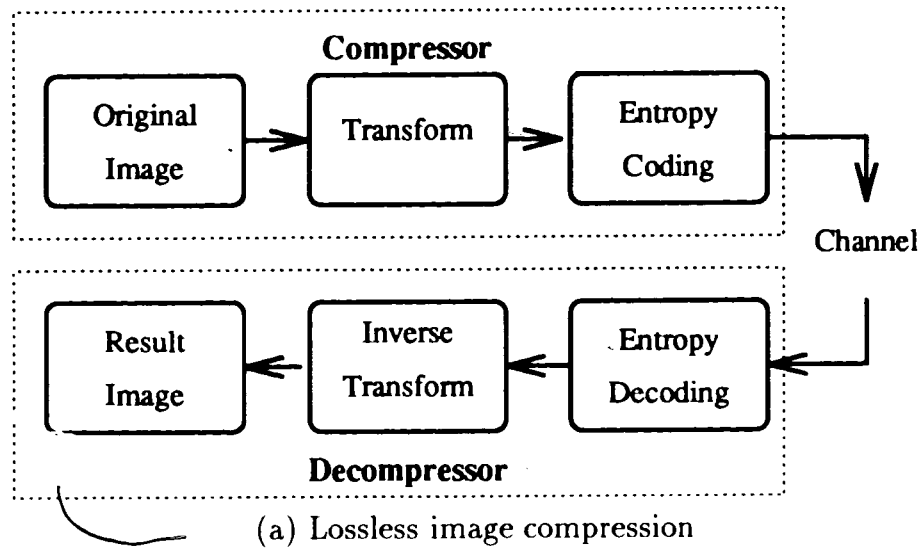 Compressor
Original
Image
Transform
Entropy
Coding
Channel
Result
Image
Inverse
Transform
Entropy
Decoding
Decompressor
(a) Lossless image compression